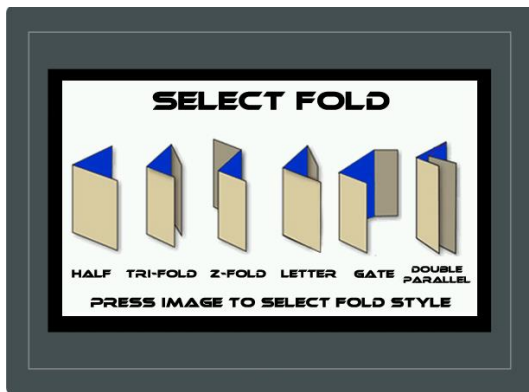 SELECT FOLD
HALF TRI-FOLD Z-FOLD LETTER GATE DOUBLE PARALLEL
PRESS IMAGE TO SELECT FOLD STYLE